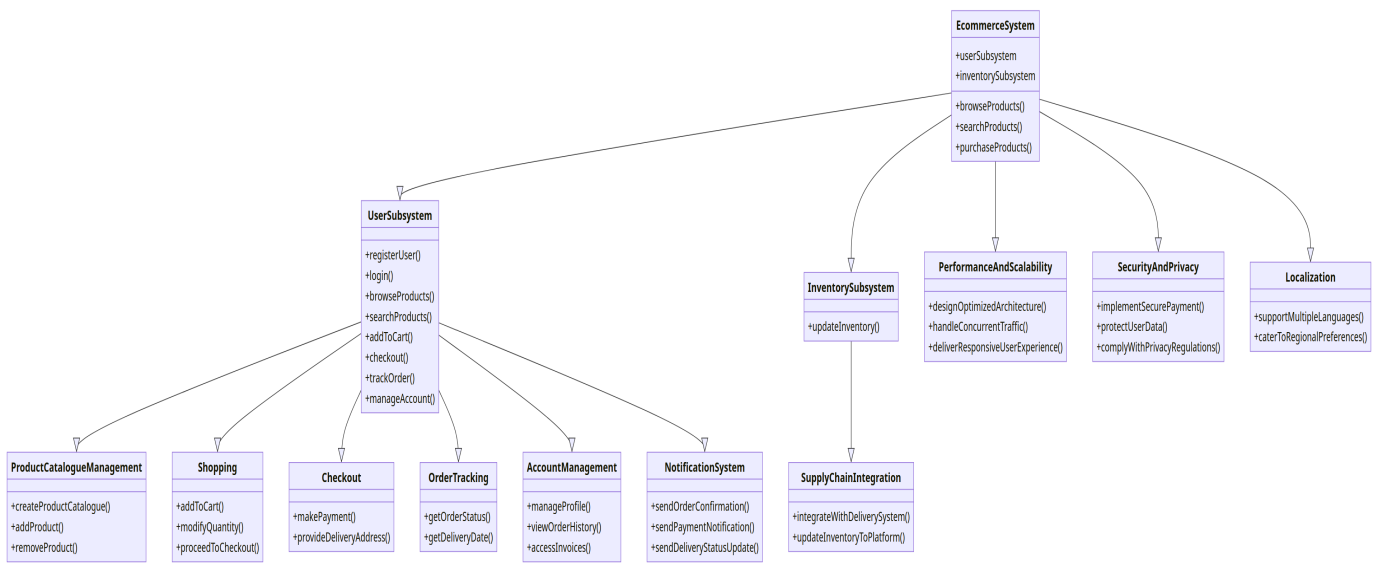 EcommerceSystem
+userSubsystem
+inventorySubsystem
+browseProducts()
+searchProducts()
+purchaseProducts()
UserSubsystem
+registerUser()
+login()
+browseProducts()
+searchProducts()
+addToCart()
+checkout()
+trackOrder()
+manageAccount()
InventorySubsystem
+updateInventory()
PerformanceAndScalability
+designOptimizedArchitecture()
+handleConcurrentTraffic()
+deliverResponsiveUserExperience()
SecurityAndPrivacy
+implementSecurePayment()
+protectUserData()
+complyWithPrivacyRegulations()
Localization
+supportMultipleLanguages()
+caterToRegionalPreferences()
ProductCatalogueManagement
+createProductCatalogue()
+addProduct()
+removeProduct()
Shopping
+addToCart()
+modifyQuantity()
+proceedToCheckout()
Checkout
+makePayment()
+provideDeliveryAddress()
OrderTracking
+getOrderStatus()
+getDeliveryDate()
AccountManagement
+manageProfile()
+viewOrderHistory()
+accessInvoices()
NotificationSystem
+sendOrderConfirmation()
+sendPaymentNotification()
+sendDeliveryStatusUpdate()
SupplyChainIntegration
+integrateWithDeliverySystem()
+updateInventoryToPlatform()